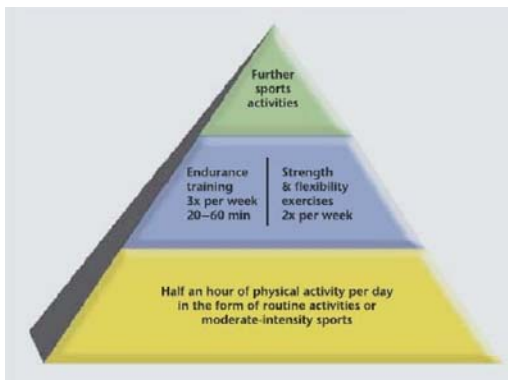 Further
sports
activities
Endurance
training
3x per week
20–60 min
Strength
& flexibility
exercises
2x per week
Half an hour of physical activity per day
in the form of routine activities or
moderate-intensity sports